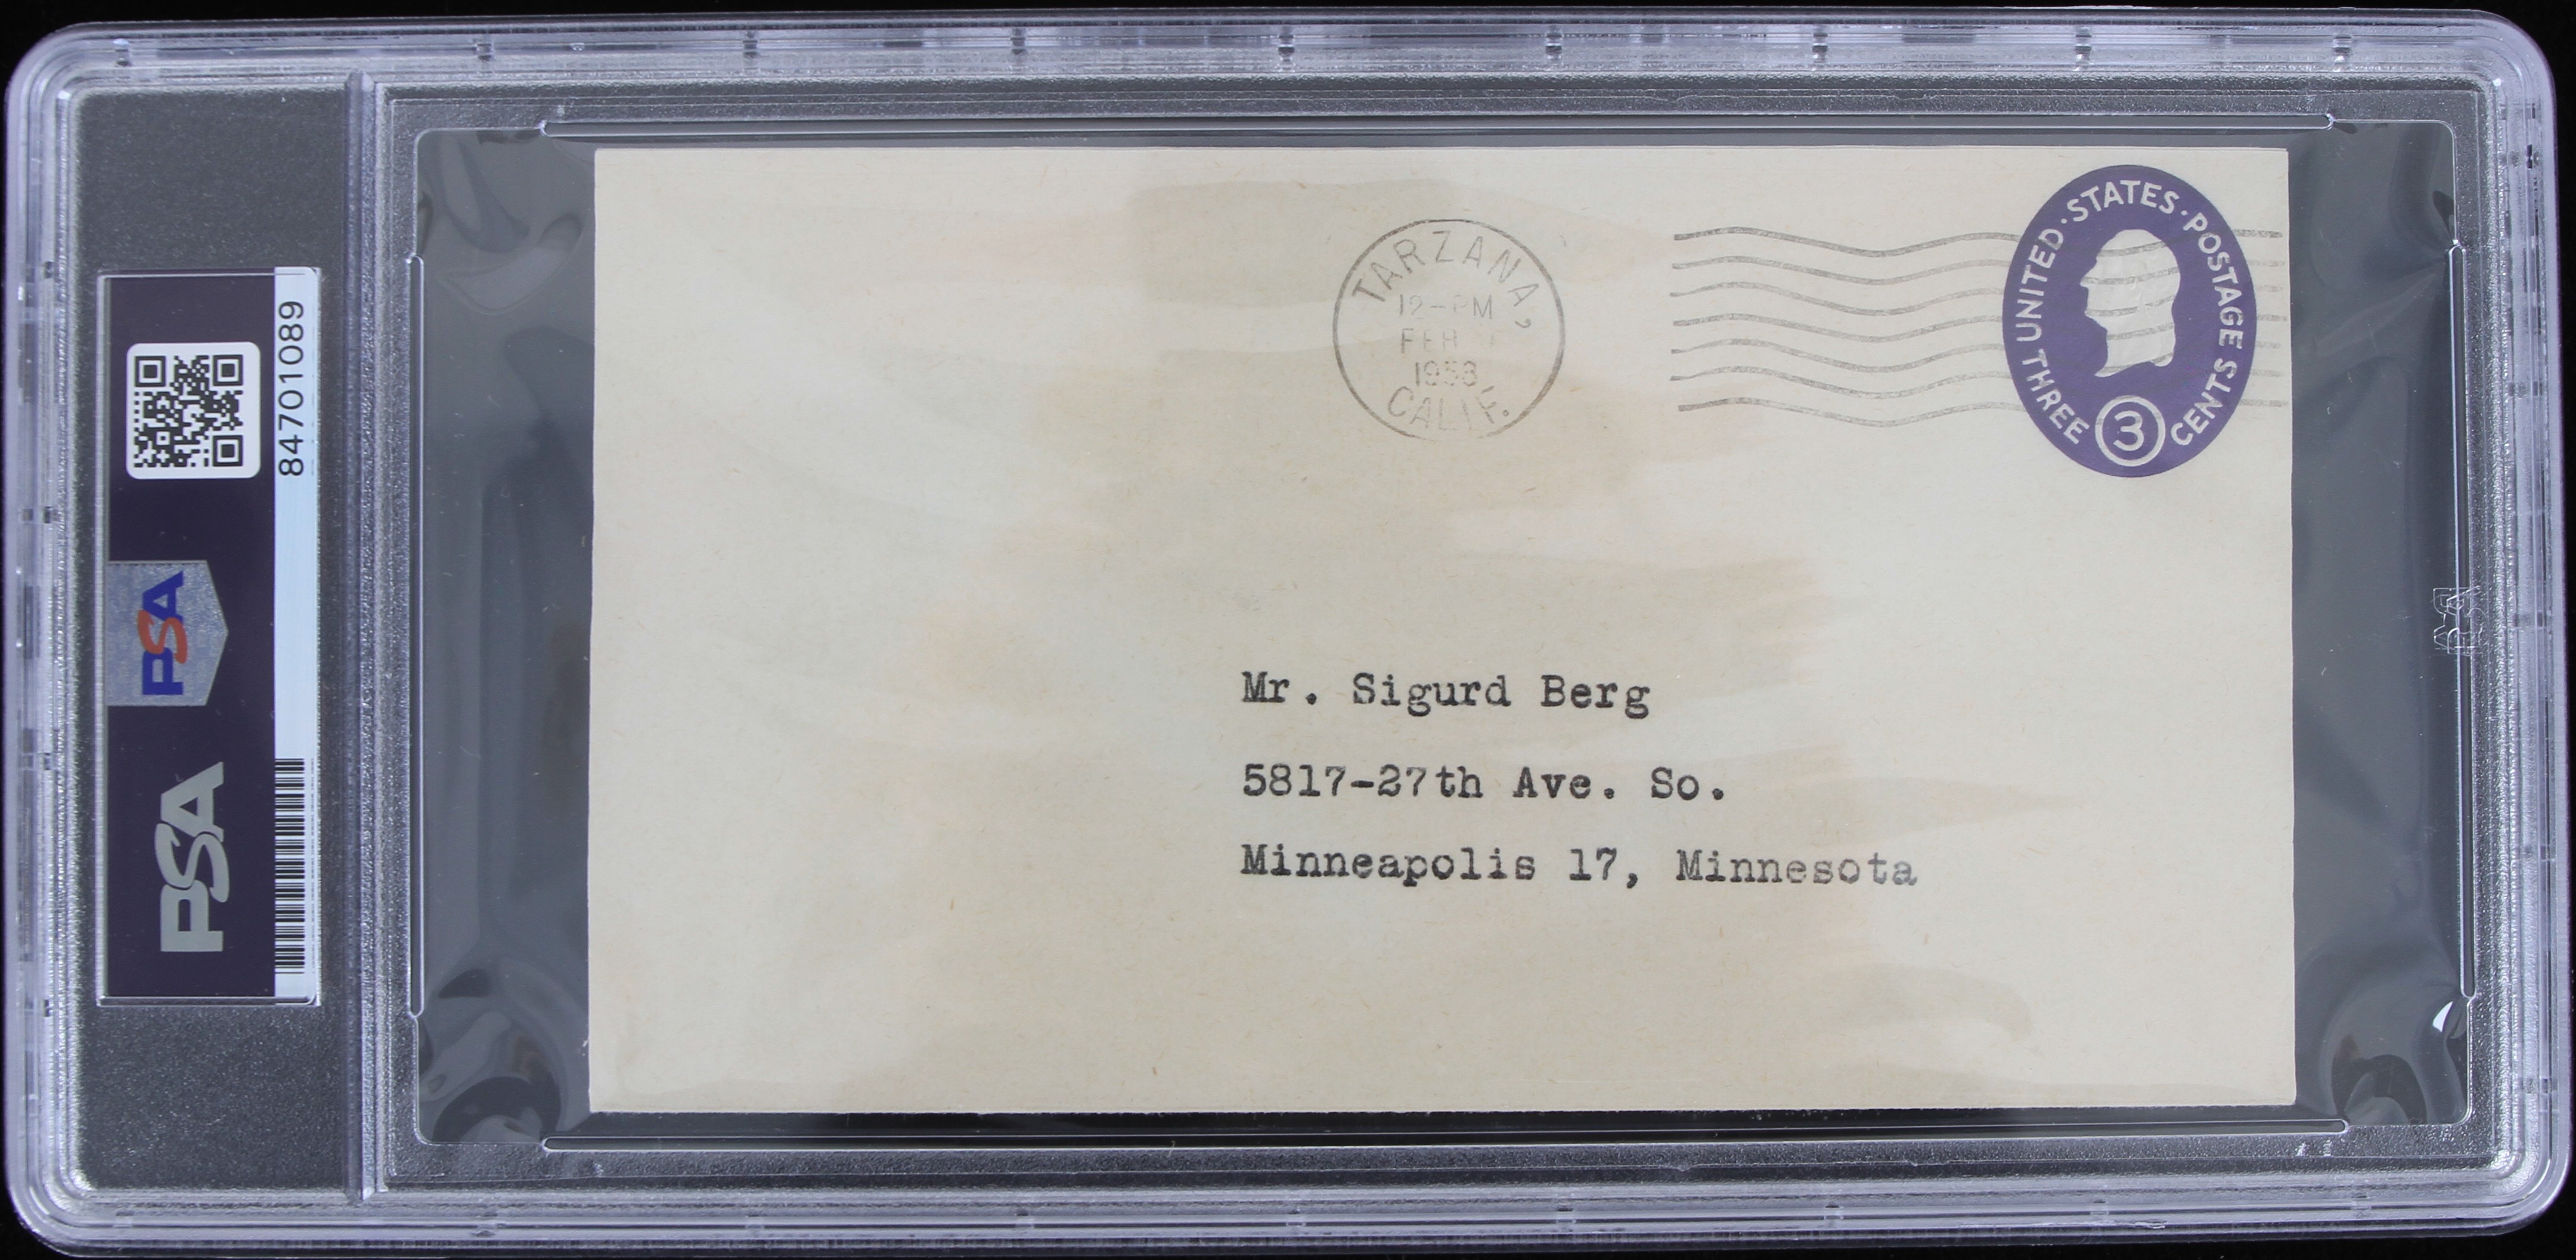 84701089
PSA
PSA
TARZANA,
12-PM
FEB
1958
CALIF.
UNITED·STATES·POSTAGE
THREE 3 CENTS
Mr. Sigurd Berg
5817-27th Ave. So.
Minneapolis 17, Minnesota
PSA